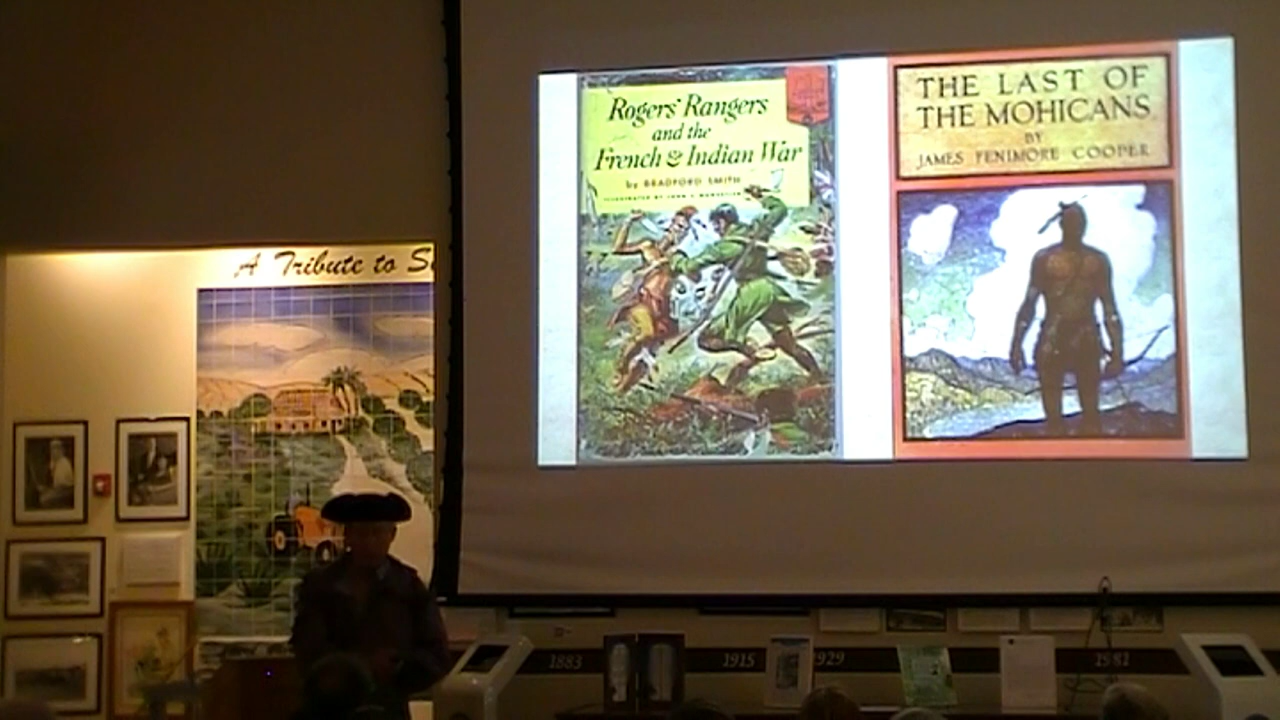 Rogers' Rangers
and the
French & Indian War
by BRADFORD SMITH
THE LAST OF
THE MOHICANS
BY
JAMES FENIMORE COOPER
A Tribute to
1883
1915
1929
1981